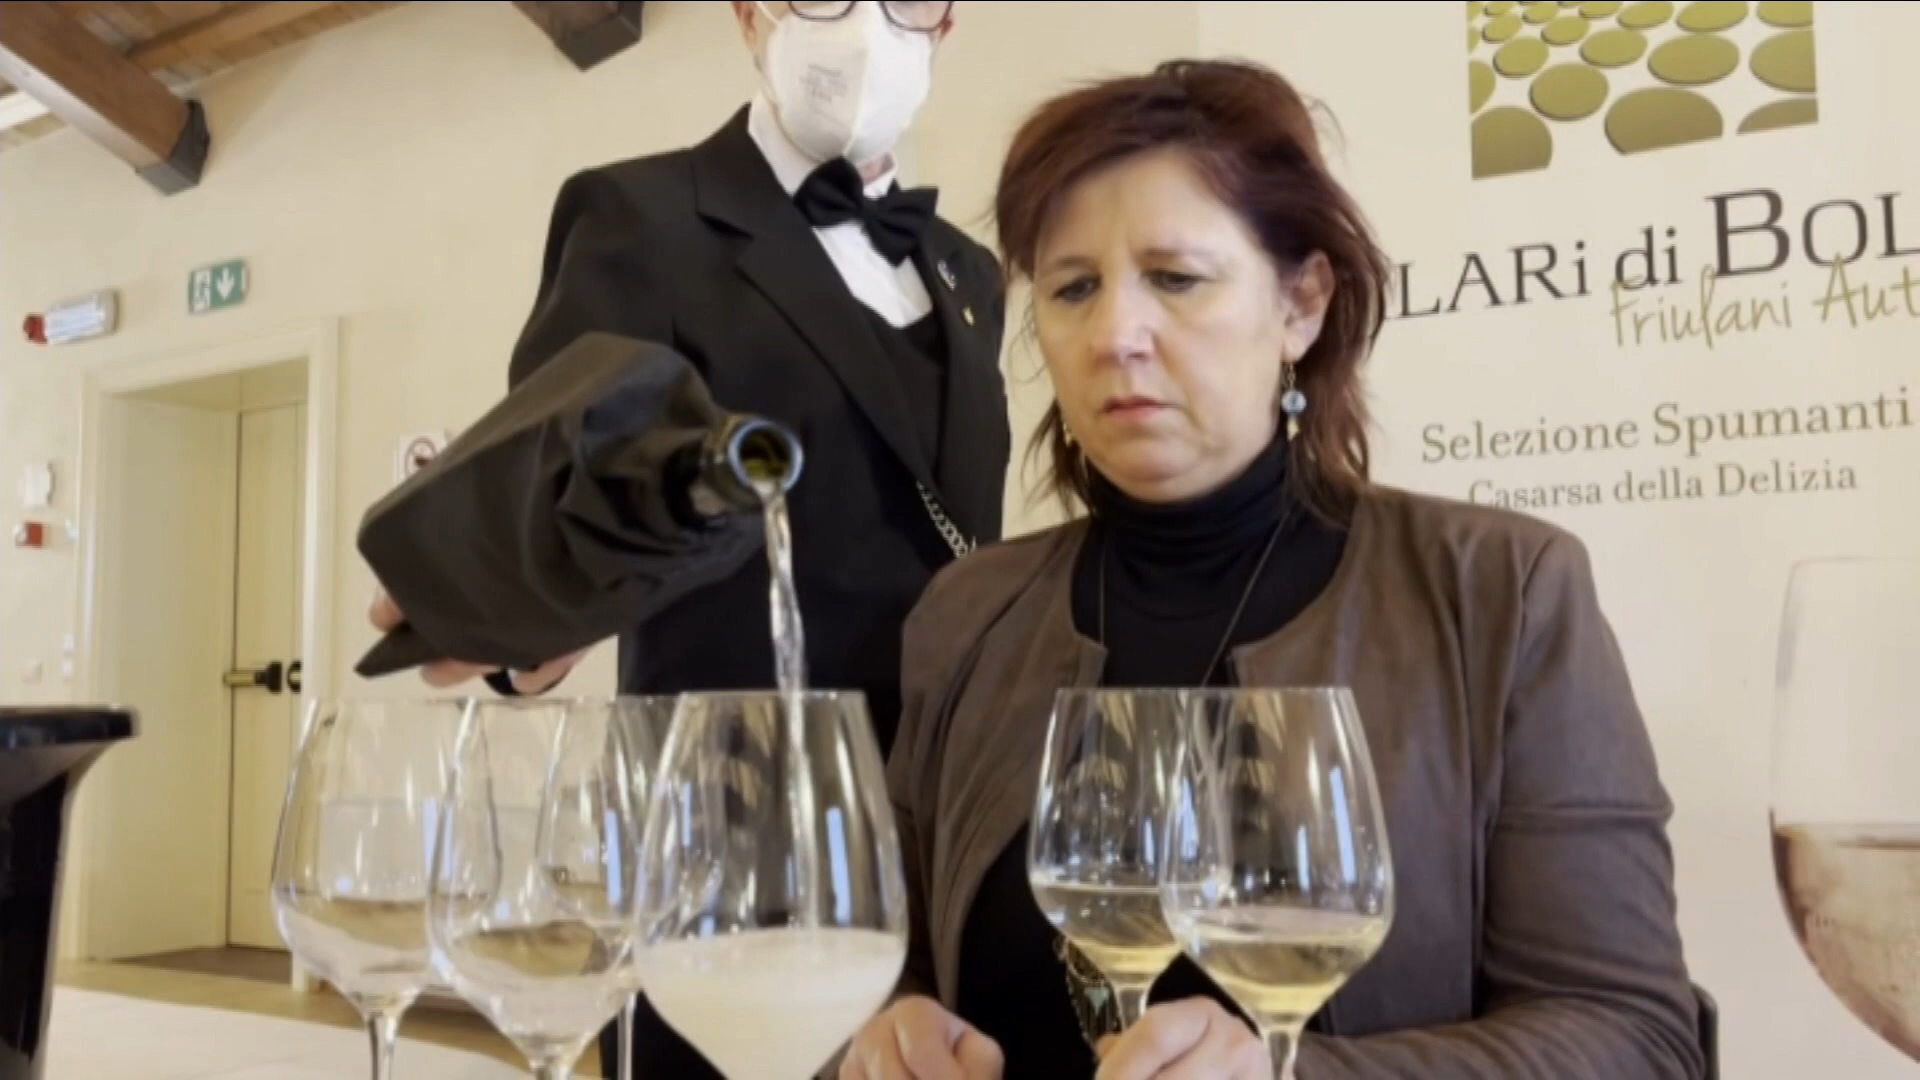 LARi di BOL
Friulani Aut
Selezione Spumanti
Casarsa della Delizia